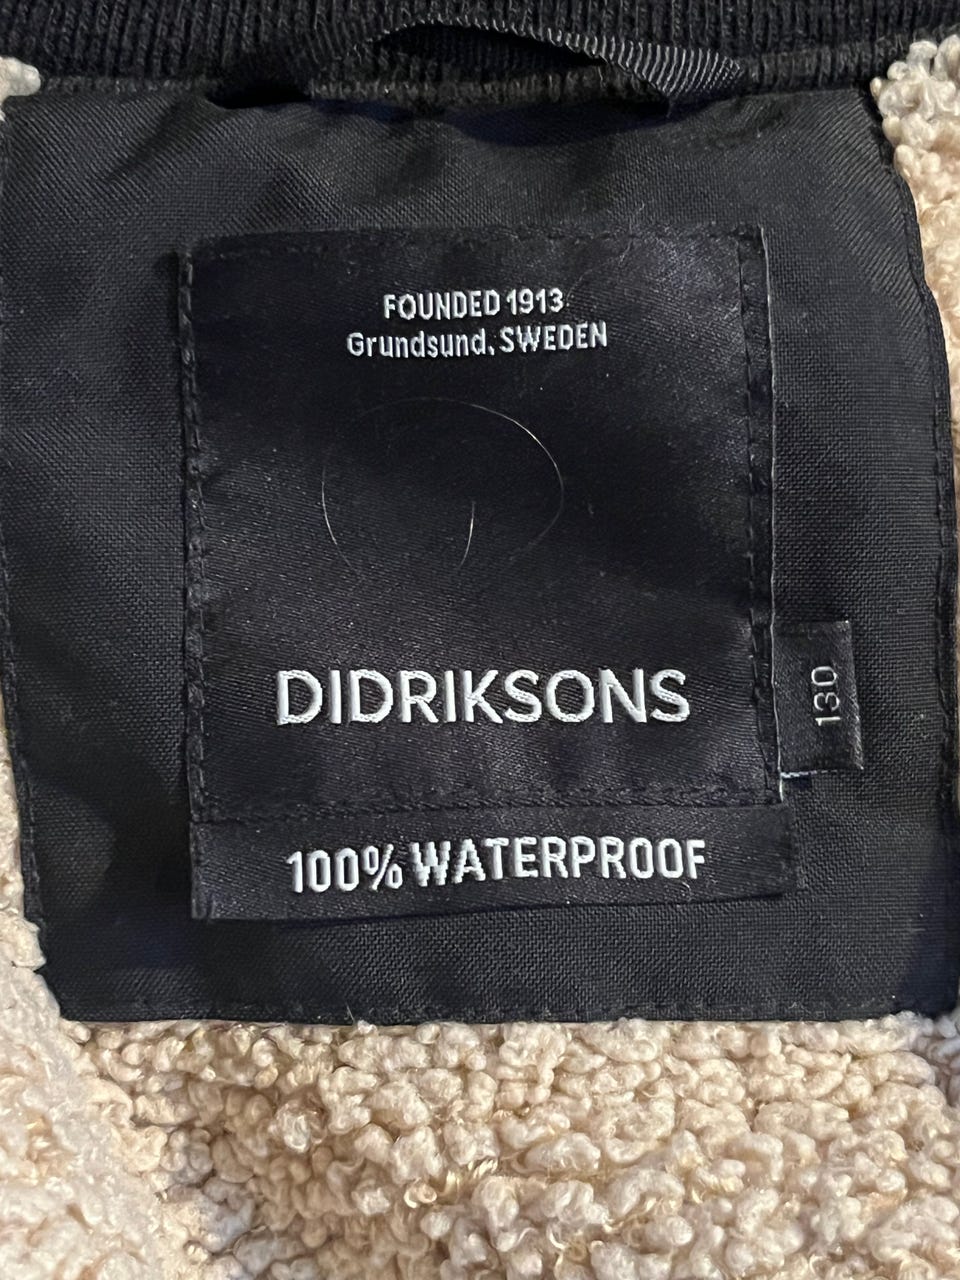 FOUNDED 1913
Grundsund, SWEDEN
DIDRIKSONS
130
100% WATERPROOF